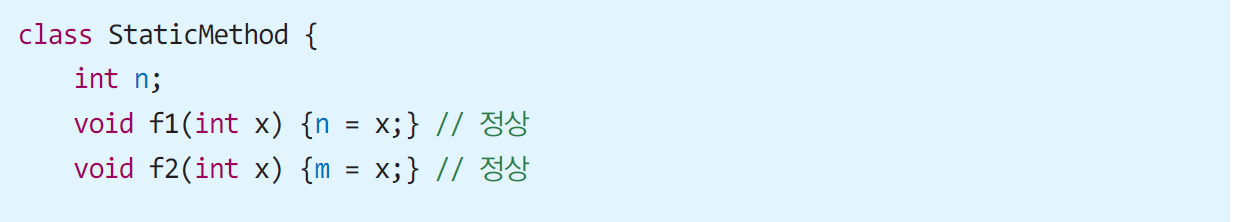 class StaticMethod {
    int n;
    void f1(int x) {n = x;} // 정상
    void f2(int x) {m = x;} // 정상